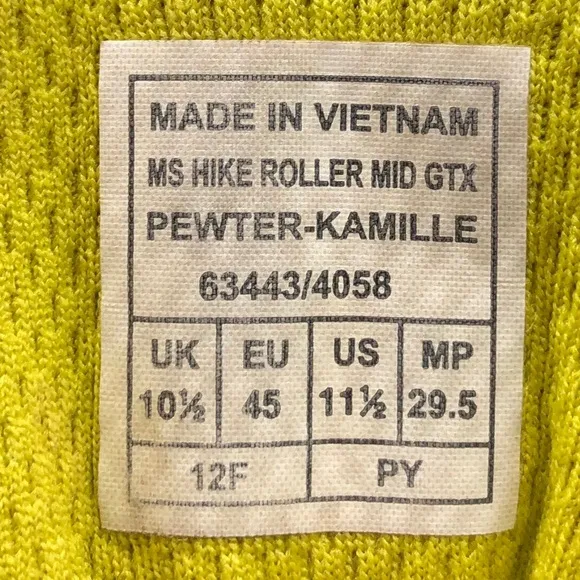 MADE IN VIETNAM
MS HIKE ROLLER MID GTX
PEWTER-KAMILLE
63443/4058
UK EU US MP
10½ 45 11½ 29.5
12F PY